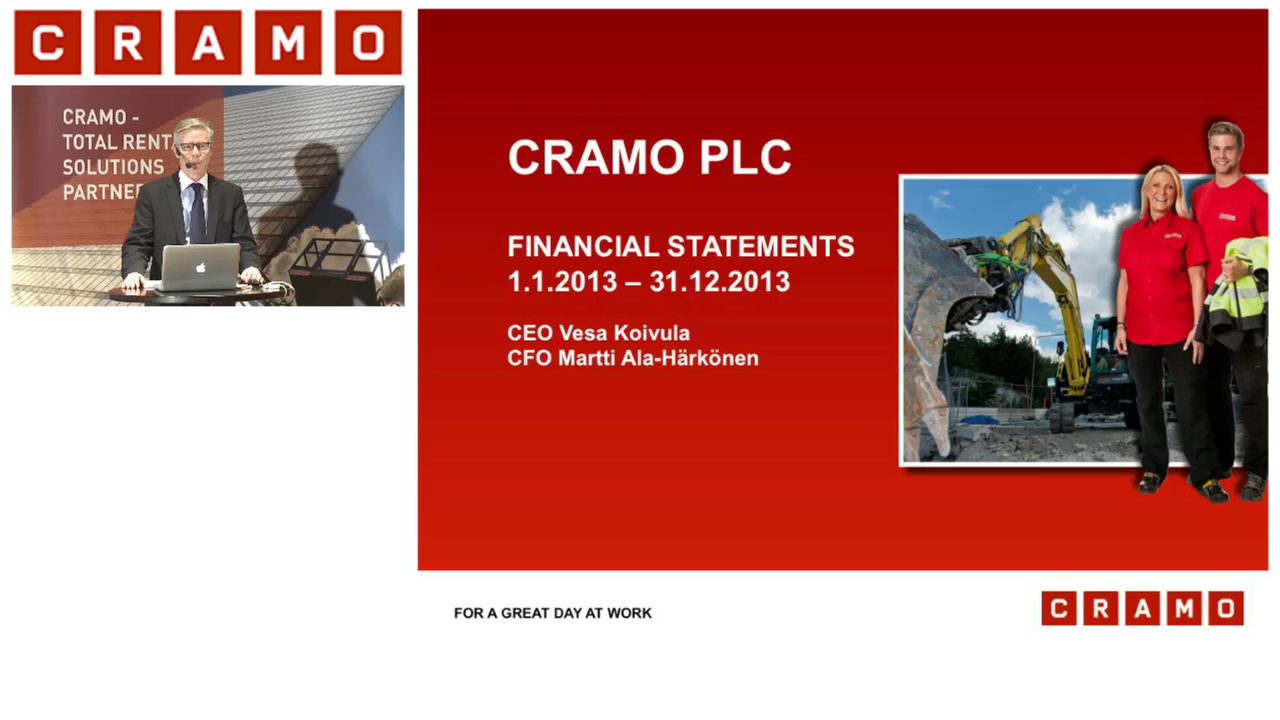 CRAMO
CRAMO -
TOTAL RENT
SOLUTIONS
PARTNE
CRAMO PLC
FINANCIAL STATEMENTS
1.1.2013 – 31.12.2013
CEO Vesa Koivula
CFO Martti Ala-Härkönen
FOR A GREAT DAY AT WORK
CRAMO